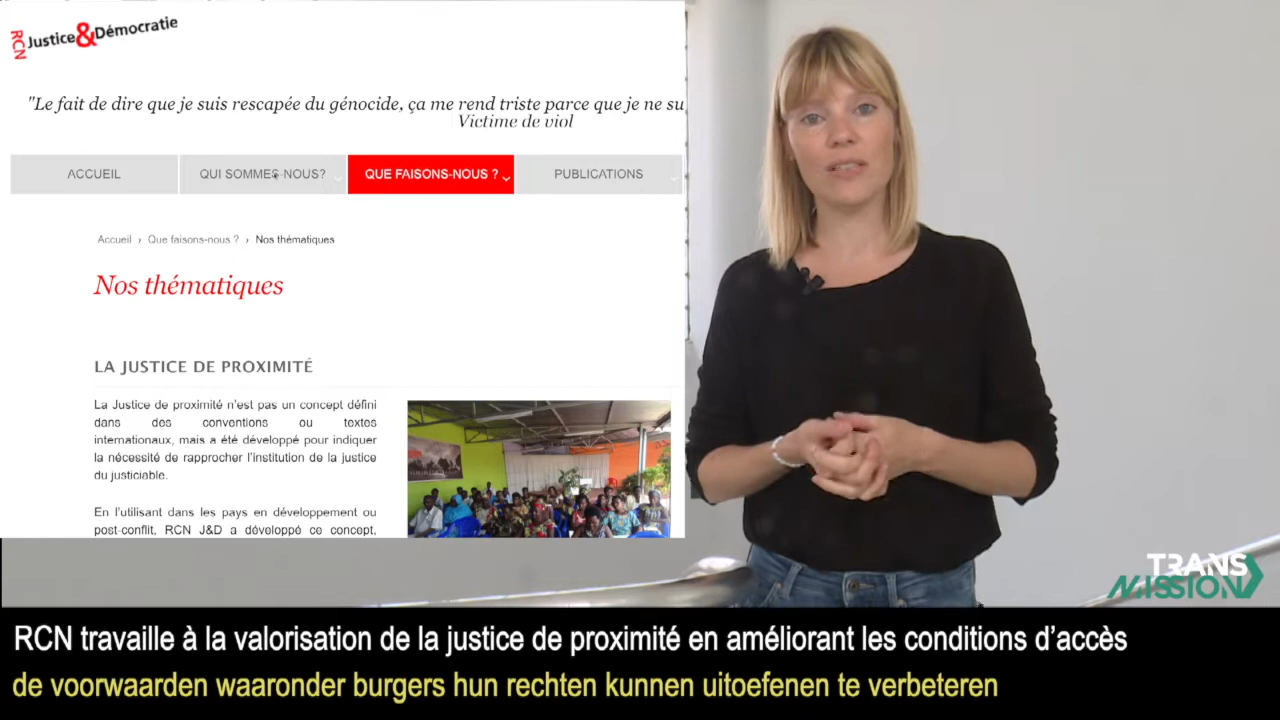 RCN Justice&Démocratie
"Le fait de dire que je suis rescapée du génocide, ça me rend triste parce que je ne su
Victime de viol
ACCUEIL
QUI SOMMES-NOUS?
QUE FAISONS-NOUS ?
PUBLICATIONS
Accueil › Que faisons-nous ? › Nos thématiques
Nos thématiques
LA JUSTICE DE PROXIMITÉ
La Justice de proximité n'est pas un concept défini
dans des conventions ou textes
internationaux, mais a été développé pour indiquer
la nécessité de rapprocher l'institution de la justice
du justiciable.
En l'utilisant dans les pays en développement ou
post-conflit, RCN J&D a développé ce concept,
TRANS
MISSION
RCN travaille à la valorisation de la justice de proximité en améliorant les conditions d'accès
de voorwaarden waaronder burgers hun rechten kunnen uitoefenen te verbeteren